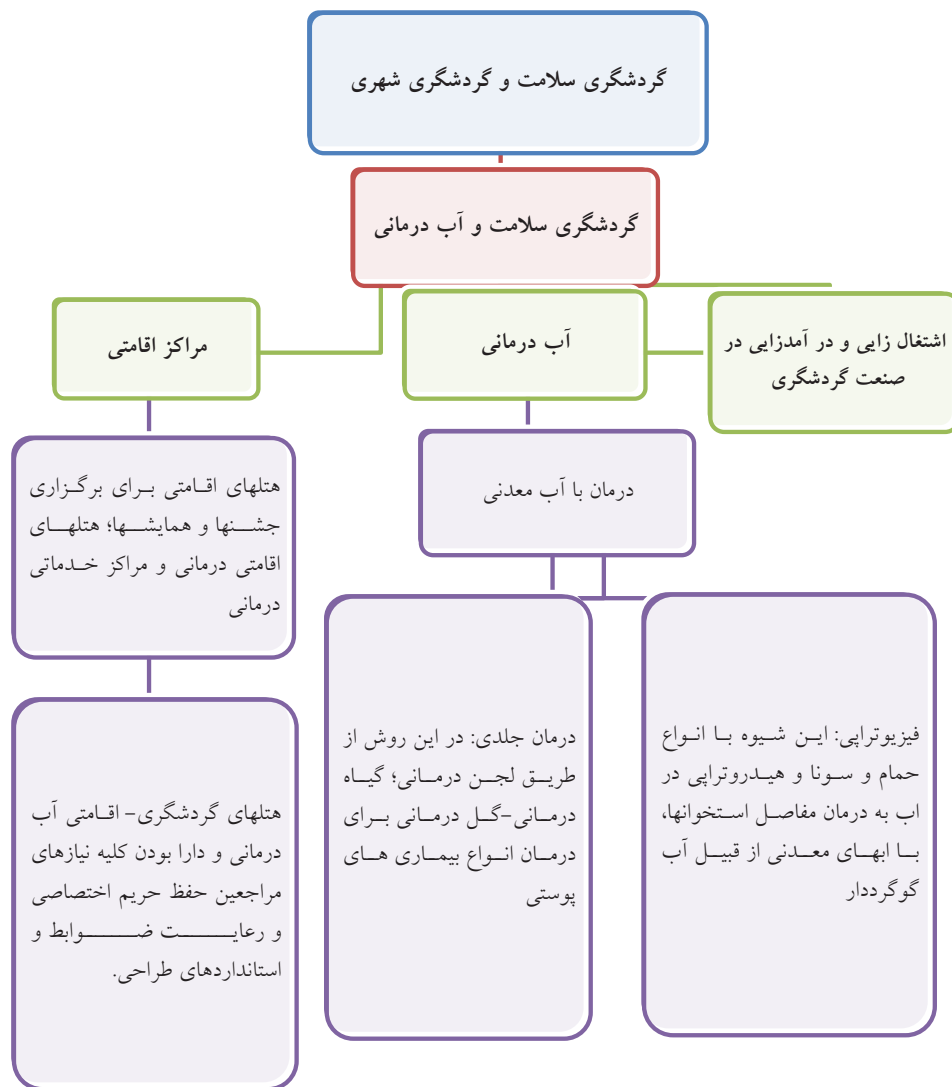 گردشگری سلامت و گردشگری شهری
گردشگری سلامت و آب درمانی
اشتغال زایی و در آمدزایی در
صنعت گردشگری
آب درمانی
مراکز اقامتی
درمان با آب معدنی
هتلهای اقامتی برای برگزاری
جشنها و همایشها؛ هتلهای
اقامتی درمانی و مراکز خدماتی
درمانی
فیزیوتراپی: این شیوه با انواع
حمام و سونا و هیدروتراپی در
اب به درمان مفاصل استخوانها،
با ابهای معدنی از قبیل آب
گوگرددار
درمان جلدی: در این روش از
طریق لجن درمانی؛ گیاه
درمانی-گل درمانی برای
درمان انواع بیماری های
پوستی
هتلهای گردشگری- اقامتی آب
درمانی و دارا بودن کلیه نیازهای
مراجعین حفظ حریم اختصاصی
و رعایت ضوابط و
استانداردهای طراحی.